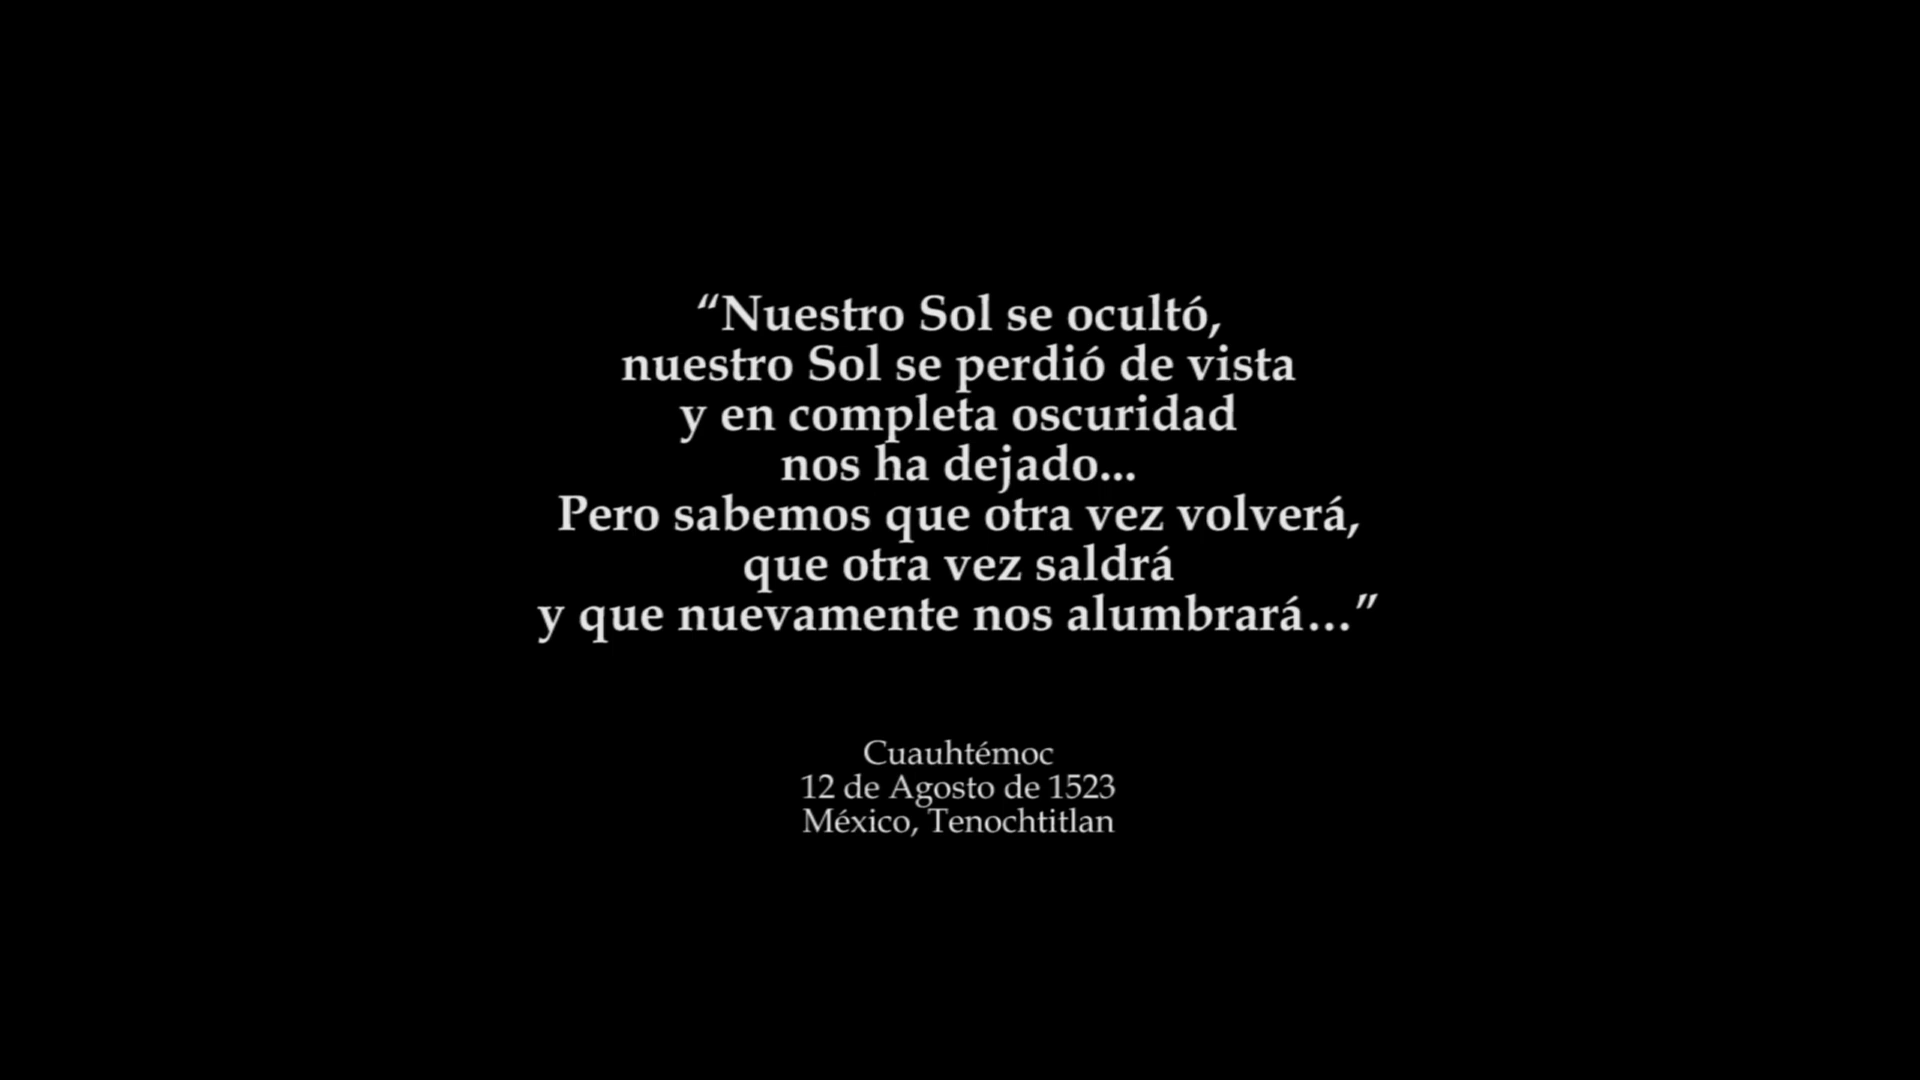 “Nuestro Sol se ocultó,
nuestro Sol se perdió de vista
y en completa oscuridad
nos ha dejado...
Pero sabemos que otra vez volverá,
que otra vez saldrá
y que nuevamente nos alumbrará…”
Cuauhtémoc
12 de Agosto de 1523
México, Tenochtitlan